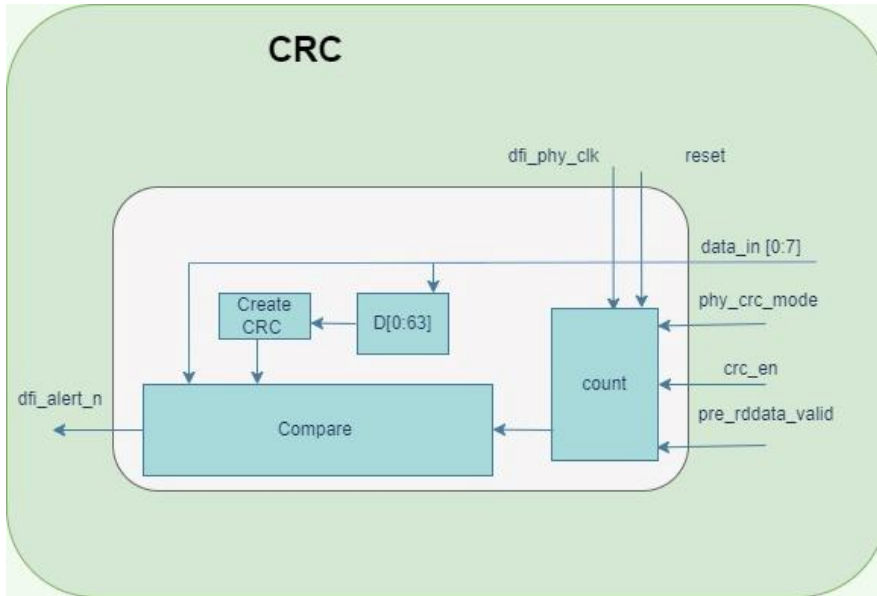 CRC
dfi_phy_clk
reset
data_in [0:7]
phy_crc_mode
Create
CRC
D[0:63]
count
crc_en
dfi_alert_n
Compare
pre_rddata_valid